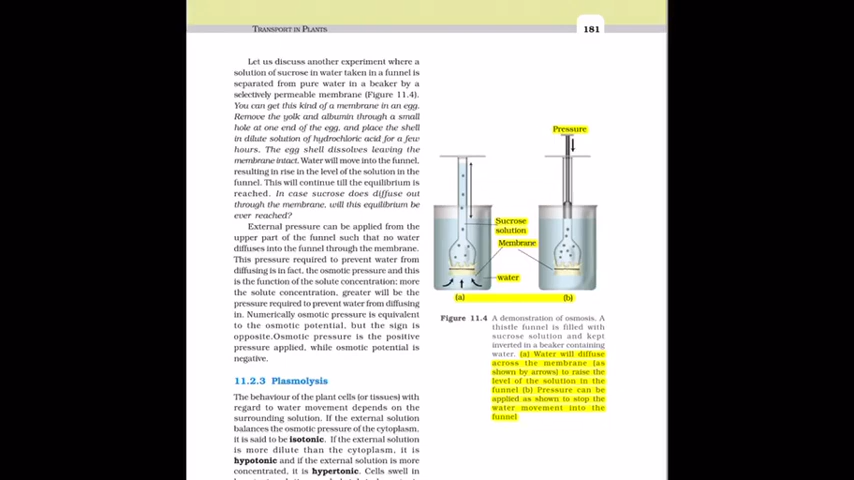 TRANSPORT IN PLANTS
181
Let us discuss another experiment where a
solution of sucrose in water taken in a funnel is
separated from pure water in a beaker by a
selectively permeable membrane (Figure 11.4).
You can get this kind of a membrane in an egg.
Remove the yolk and albumin through a small
hole at one end of the egg, and place the shell
in dilute solution of hydrochloric acid for a few
hours. The egg shell dissolves leaving the
membrane intact. Water will move into the funnel,
resulting in rise in the level of the solution in the
funnel. This will continue till the equilibrium is
reached. In case sucrose does diffuse out
through the membrane, will this equilibrium be
ever reached?
External pressure can be applied from the
upper part of the funnel such that no water
diffuses into the funnel through the membrane.
This pressure required to prevent water from
diffusing is in fact, the osmotic pressure and this
is the function of the solute concentration; more
the solute concentration, greater will be the
pressure required to prevent water from diffusing
in. Numerically osmotic pressure is equivalent
to the osmotic potential, but the sign is
opposite.Osmotic pressure is the positive
pressure applied, while osmotic potential is
negative.
11.2.3 Plasmolysis
The behaviour of the plant cells (or tissues) with
regard to water movement depends on the
surrounding solution. If the external solution
balances the osmotic pressure of the cytoplasm,
it is said to be isotonic. If the external solution
is more dilute than the cytoplasm, it is
hypotonic and if the external solution is more
concentrated, it is hypertonic. Cells swell in
Pressure
Sucrose
solution
Membrane
water
(a)
(b)
Figure 11.4 A demonstration of osmosis. A
thistle funnel is filled with
sucrose solution and kept
inverted in a beaker containing
water. (a) Water will diffuse
across the membrane (as
shown by arrows) to raise the
level of the solution in the
funnel (b) Pressure can be
applied as shown to stop the
water movement into the
funnel